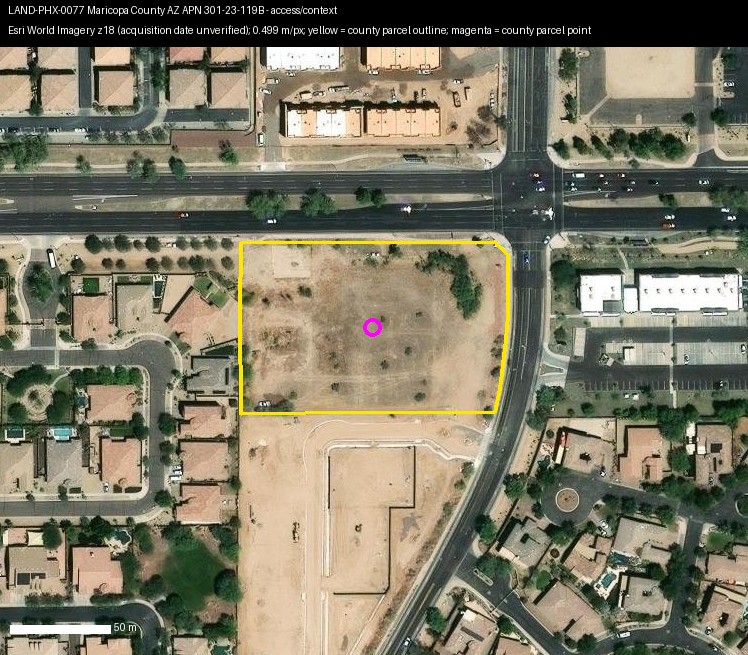 LAND-PHX-0077 Maricopa County AZ APN 301-23-119B - access/context
Esri World Imagery z18 (acquisition date unverified); 0.499 m/px; yellow = county parcel outline; magenta = county parcel point
50 m